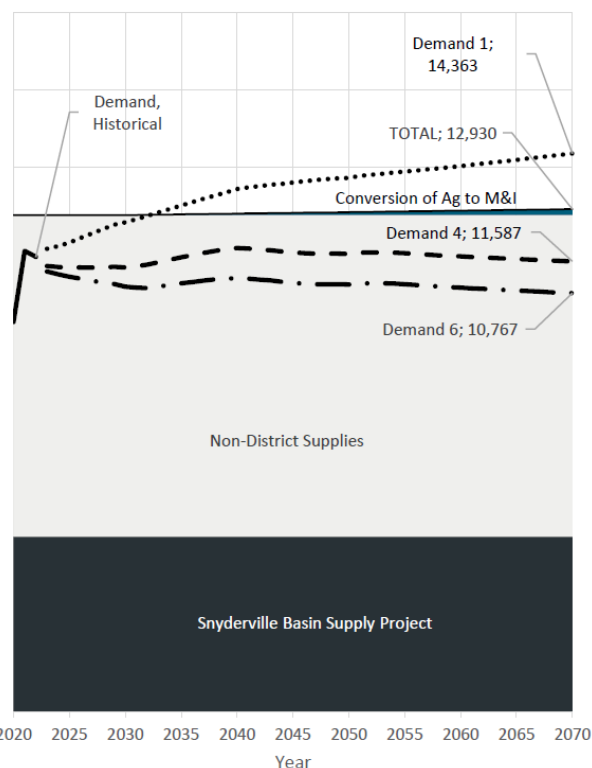 Demand 1;
14,363
Demand,
Historical
TOTAL; 12,930
Conversion of Ag to M&I
Demand 4; 11,587
Demand 6; 10,767
Non-District Supplies
Snyderville Basin Supply Project
2020 2025 2030 2035 2040 2045 2050 2055 2060 2065 2070
Year